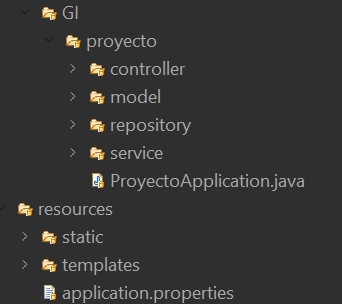 GI
proyecto
controller
model
repository
service
ProyectoApplication.java
resources
static
templates
application.properties